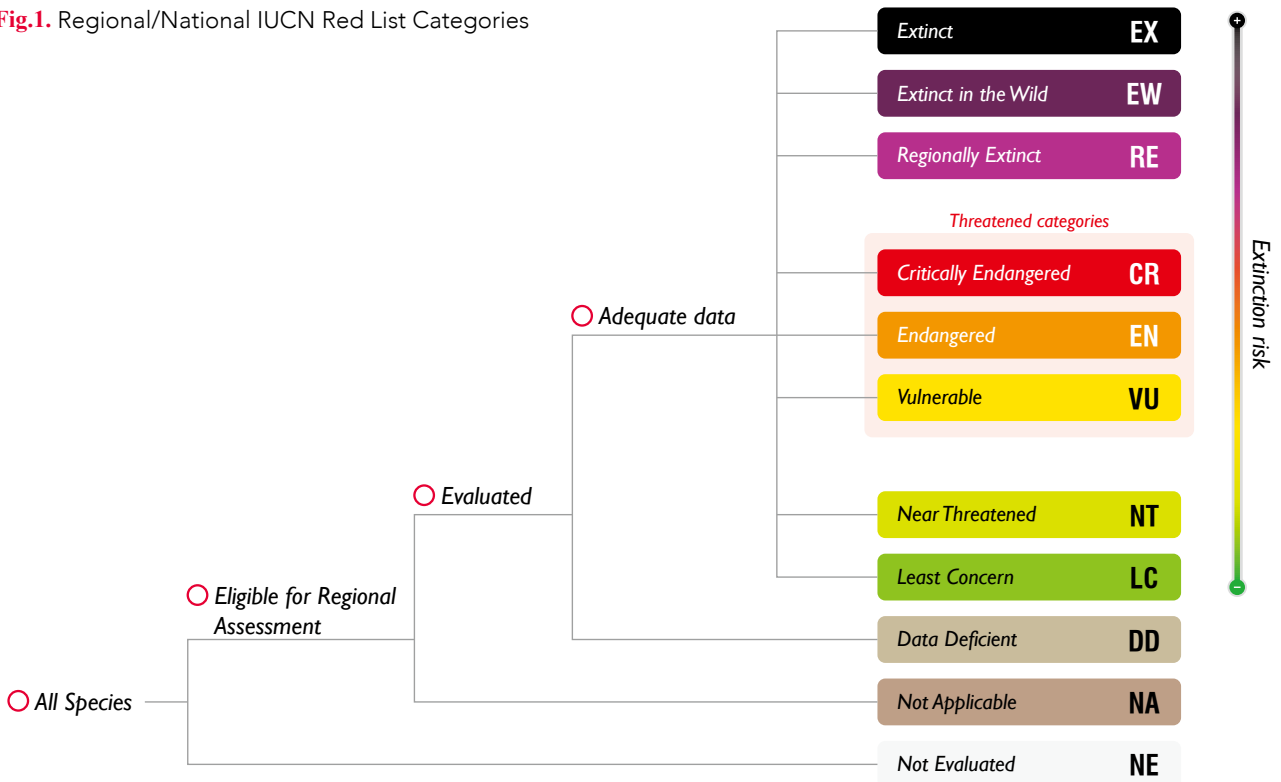 Fig.1. Regional/National IUCN Red List Categories
Extinct EX
Extinct in the Wild EW
Regionally Extinct RE
Threatened categories
Critically Endangered CR
Endangered EN
Vulnerable VU
Near Threatened NT
Least Concern LC
Data Deficient DD
Not Applicable NA
Not Evaluated NE
Adequate data
Evaluated
Eligible for Regional
Assessment
All Species
+
Extinction risk
−